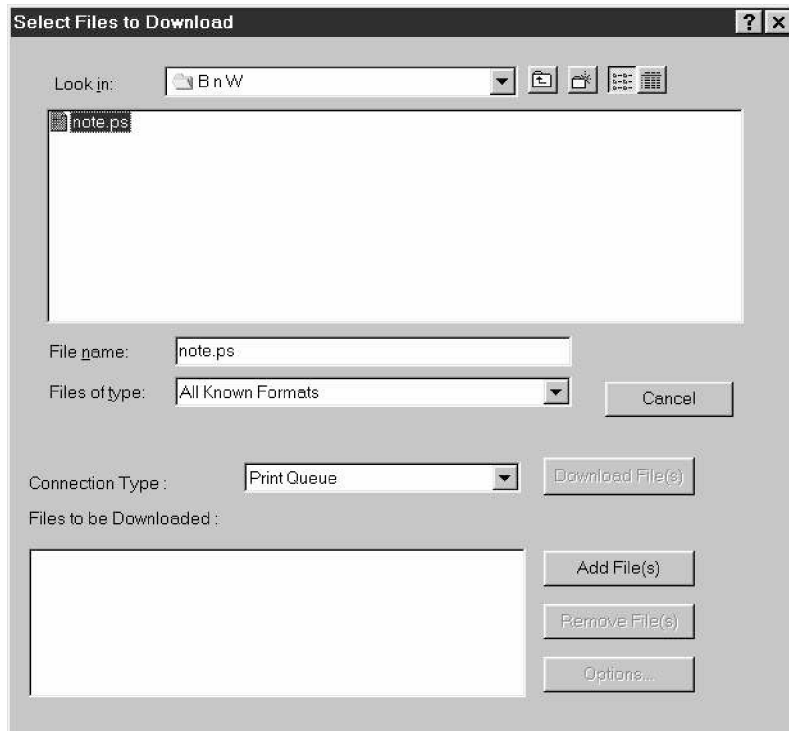 Select Files to Download
Look in: B n W
note.ps
File name: note.ps
Files of type: All Known Formats
Cancel
Connection Type : Print Queue
Download File(s)
Files to be Downloaded :
Add File(s)
Remove File(s)
Options...